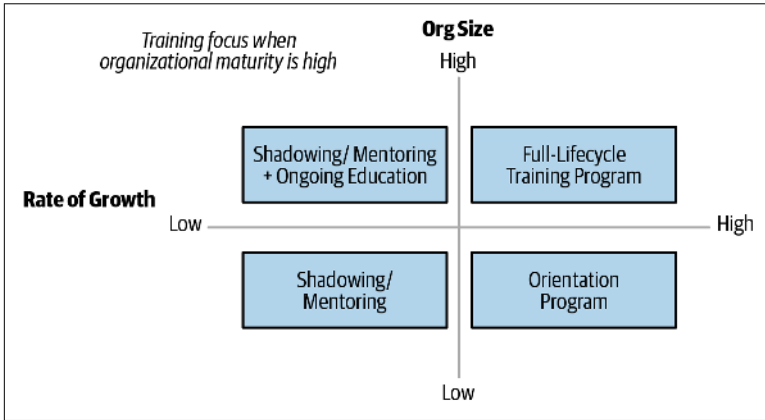 Training focus when
organizational maturity is high
Org Size
High
Shadowing/ Mentoring
+ Ongoing Education
Full-Lifecycle
Training Program
Rate of Growth
Low
High
Shadowing/
Mentoring
Orientation
Program
Low